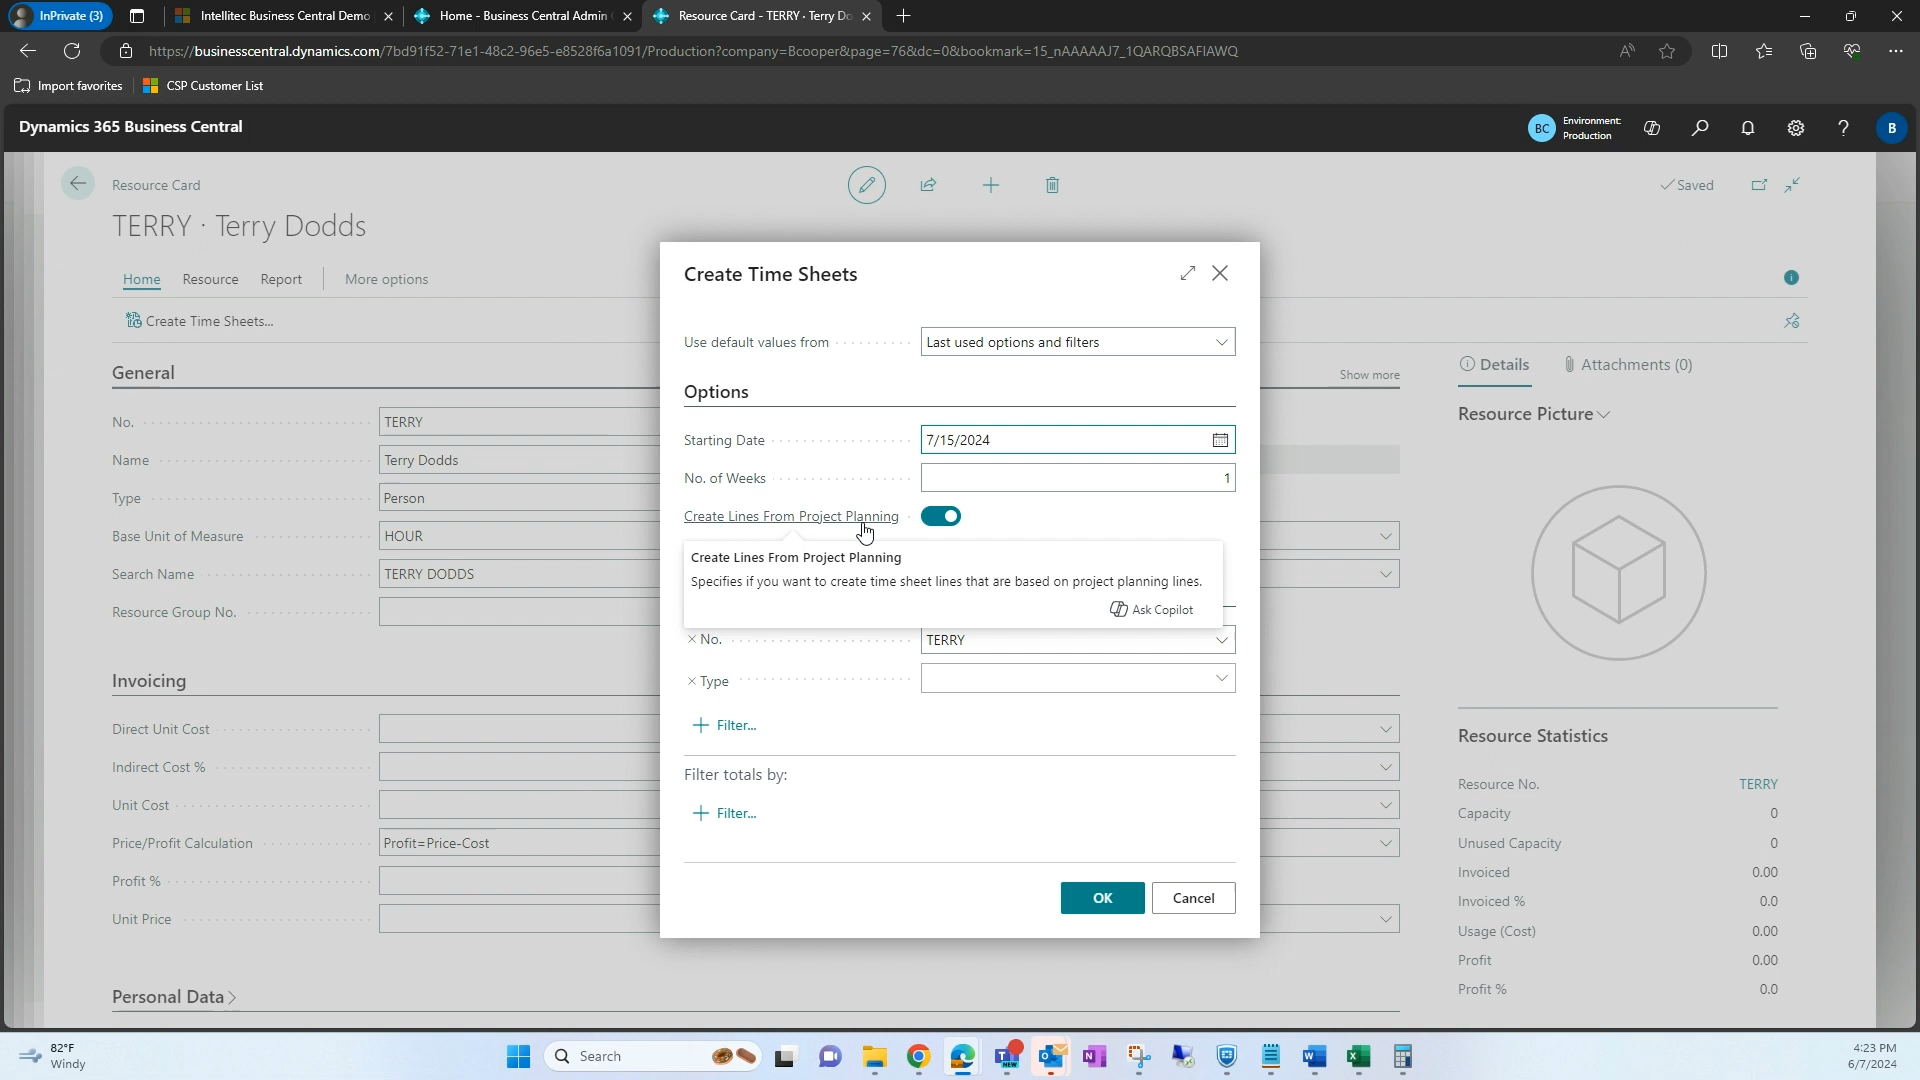 InPrivate (3)
Intellitec Business Central Demo
Home - Business Central Admin
Resource Card - TERRY · Terry Do
https://businesscentral.dynamics.com/7bd91f52-71e1-48c2-96e5-e8528f6a1091/Production?company=Bcooper&page=76&dc=0&bookmark=15_nAAAAAJ7_1QARQBSAFIAWQ
Import favorites
CSP Customer List
Dynamics 365 Business Central
BC
Environment:
Production
B
Resource Card
Saved
TERRY · Terry Dodds
Home
Resource
Report
More options
Create Time Sheets...
General
Show more
No.
TERRY
Name
Terry Dodds
Type
Person
Base Unit of Measure
HOUR
Search Name
TERRY DODDS
Resource Group No.
Invoicing
Direct Unit Cost
Indirect Cost %
Unit Cost
Price/Profit Calculation
Profit=Price-Cost
Profit %
Unit Price
Personal Data
Create Time Sheets
Use default values from
Last used options and filters
Options
Starting Date
7/15/2024
No. of Weeks
1
Create Lines From Project Planning
Create Lines From Project Planning
Specifies if you want to create time sheet lines that are based on project planning lines.
Ask Copilot
× No.
TERRY
× Type
+ Filter...
Filter totals by:
+ Filter...
OK
Cancel
Details
Attachments (0)
Resource Picture
Resource Statistics
Resource No.
TERRY
Capacity
0
Unused Capacity
0
Invoiced
0.00
Invoiced %
0.0
Usage (Cost)
0.00
Profit
0.00
Profit %
0.0
82°F
Windy
Search
NEW
4:23 PM
6/7/2024